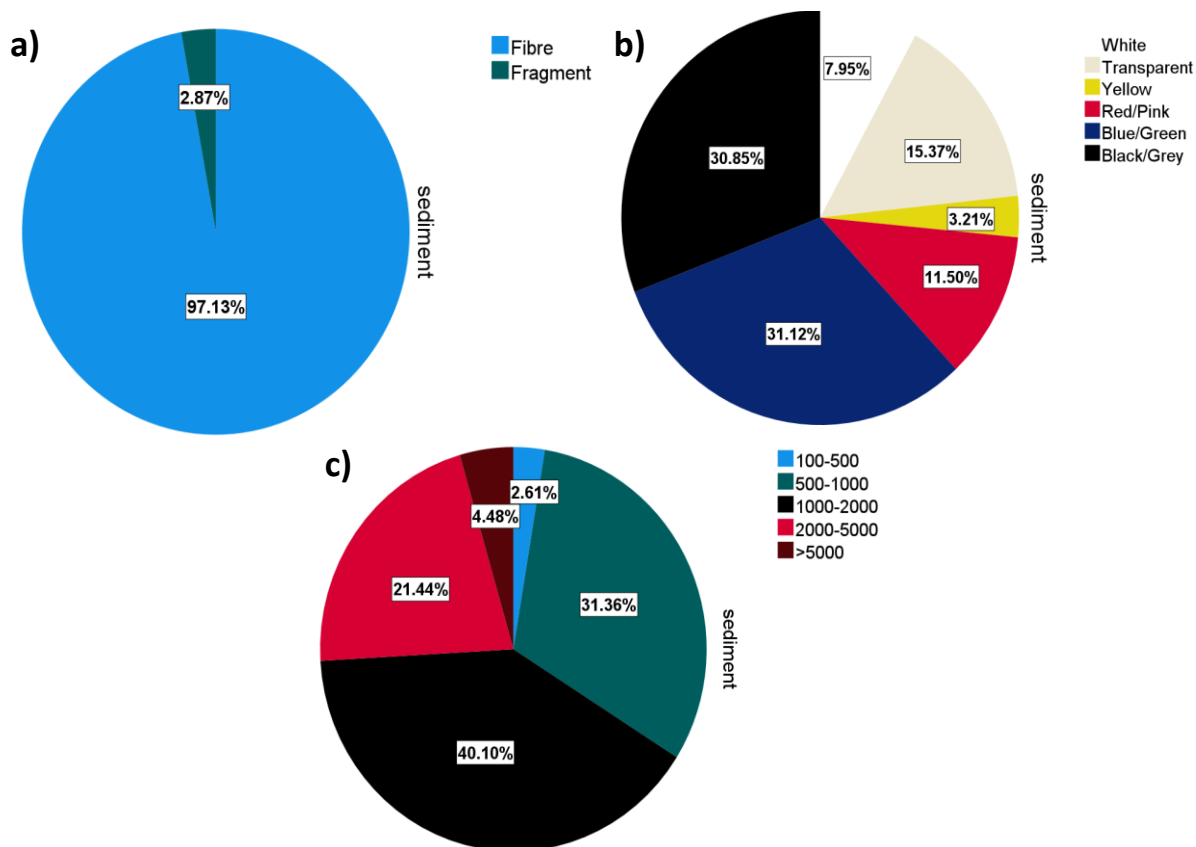 a)
Fibre
Fragment
2.87%
97.13%
sediment
b)
White
Transparent
Yellow
Red/Pink
Blue/Green
Black/Grey
7.95%
15.37%
3.21%
11.50%
31.12%
30.85%
sediment
c)
100-500
500-1000
1000-2000
2000-5000
>5000
2.61%
31.36%
40.10%
21.44%
4.48%
sediment